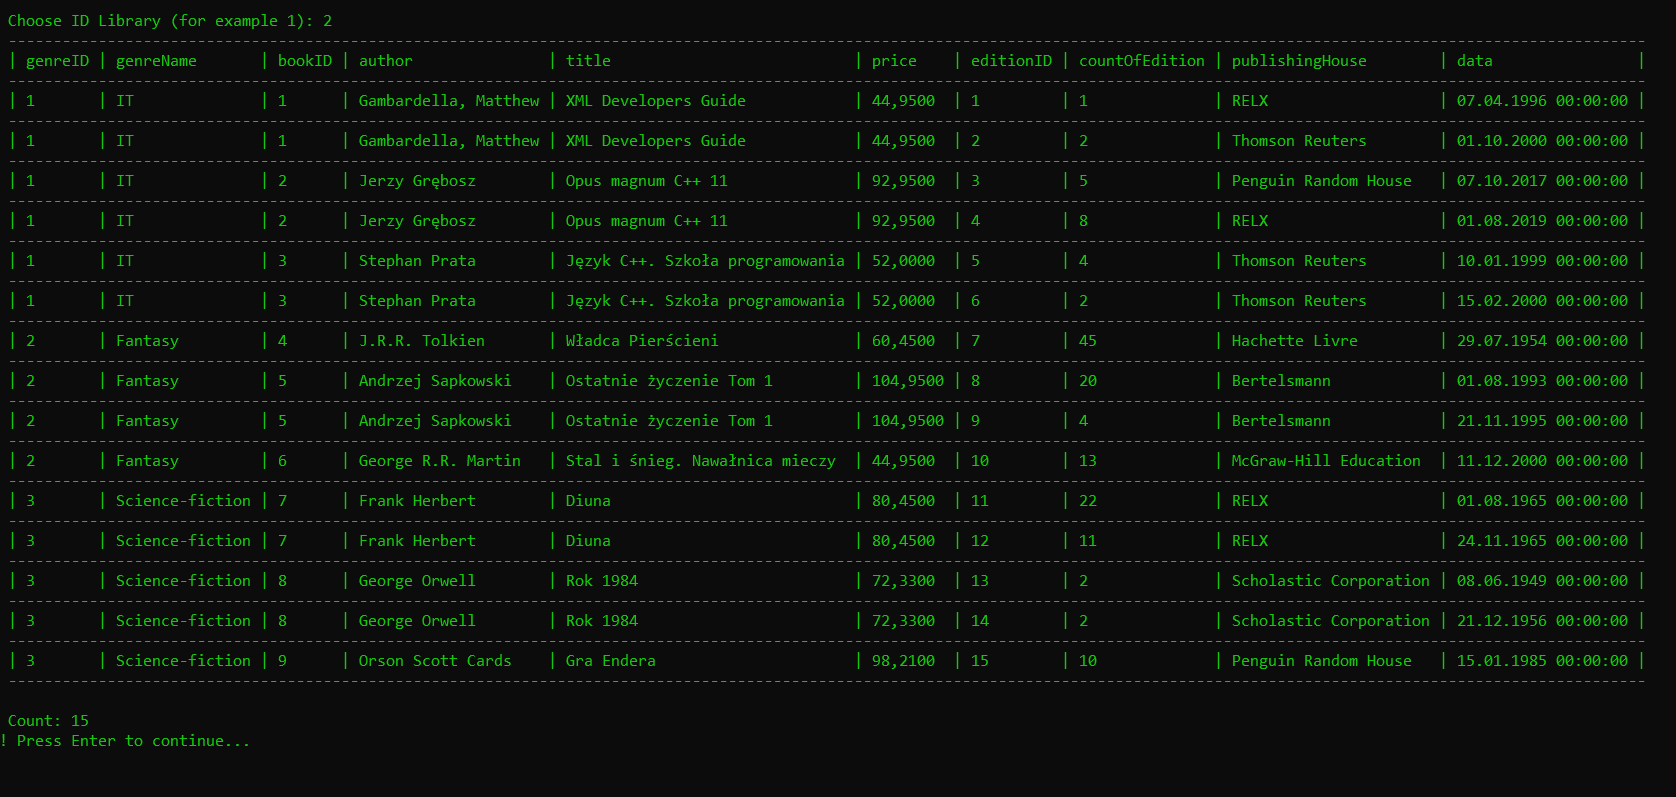 Choose ID Library (for example 1): 2
| genreID | genreName | bookID | author | title | price | editionID | countOfEdition | publishingHouse | data |
| 1 | IT | 1 | Gambardella, Matthew | XML Developers Guide | 44,9500 | 1 | 1 | RELX | 07.04.1996 00:00:00 |
| 1 | IT | 1 | Gambardella, Matthew | XML Developers Guide | 44,9500 | 2 | 2 | Thomson Reuters | 01.10.2000 00:00:00 |
| 1 | IT | 2 | Jerzy Grębosz | Opus magnum C++ 11 | 92,9500 | 3 | 5 | Penguin Random House | 07.10.2017 00:00:00 |
| 1 | IT | 2 | Jerzy Grębosz | Opus magnum C++ 11 | 92,9500 | 4 | 8 | RELX | 01.08.2019 00:00:00 |
| 1 | IT | 3 | Stephan Prata | Język C++. Szkoła programowania | 52,0000 | 5 | 4 | Thomson Reuters | 10.01.1999 00:00:00 |
| 1 | IT | 3 | Stephan Prata | Język C++. Szkoła programowania | 52,0000 | 6 | 2 | Thomson Reuters | 15.02.2000 00:00:00 |
| 2 | Fantasy | 4 | J.R.R. Tolkien | Władca Pierścieni | 60,4500 | 7 | 45 | Hachette Livre | 29.07.1954 00:00:00 |
| 2 | Fantasy | 5 | Andrzej Sapkowski | Ostatnie życzenie Tom 1 | 104,9500 | 8 | 20 | Bertelsmann | 01.08.1993 00:00:00 |
| 2 | Fantasy | 5 | Andrzej Sapkowski | Ostatnie życzenie Tom 1 | 104,9500 | 9 | 4 | Bertelsmann | 21.11.1995 00:00:00 |
| 2 | Fantasy | 6 | George R.R. Martin | Stal i śnieg. Nawałnica mieczy | 44,9500 | 10 | 13 | McGraw-Hill Education | 11.12.2000 00:00:00 |
| 3 | Science-fiction | 7 | Frank Herbert | Diuna | 80,4500 | 11 | 22 | RELX | 01.08.1965 00:00:00 |
| 3 | Science-fiction | 7 | Frank Herbert | Diuna | 80,4500 | 12 | 11 | RELX | 24.11.1965 00:00:00 |
| 3 | Science-fiction | 8 | George Orwell | Rok 1984 | 72,3300 | 13 | 2 | Scholastic Corporation | 08.06.1949 00:00:00 |
| 3 | Science-fiction | 8 | George Orwell | Rok 1984 | 72,3300 | 14 | 2 | Scholastic Corporation | 21.12.1956 00:00:00 |
| 3 | Science-fiction | 9 | Orson Scott Cards | Gra Endera | 98,2100 | 15 | 10 | Penguin Random House | 15.01.1985 00:00:00 |
Count: 15
! Press Enter to continue...